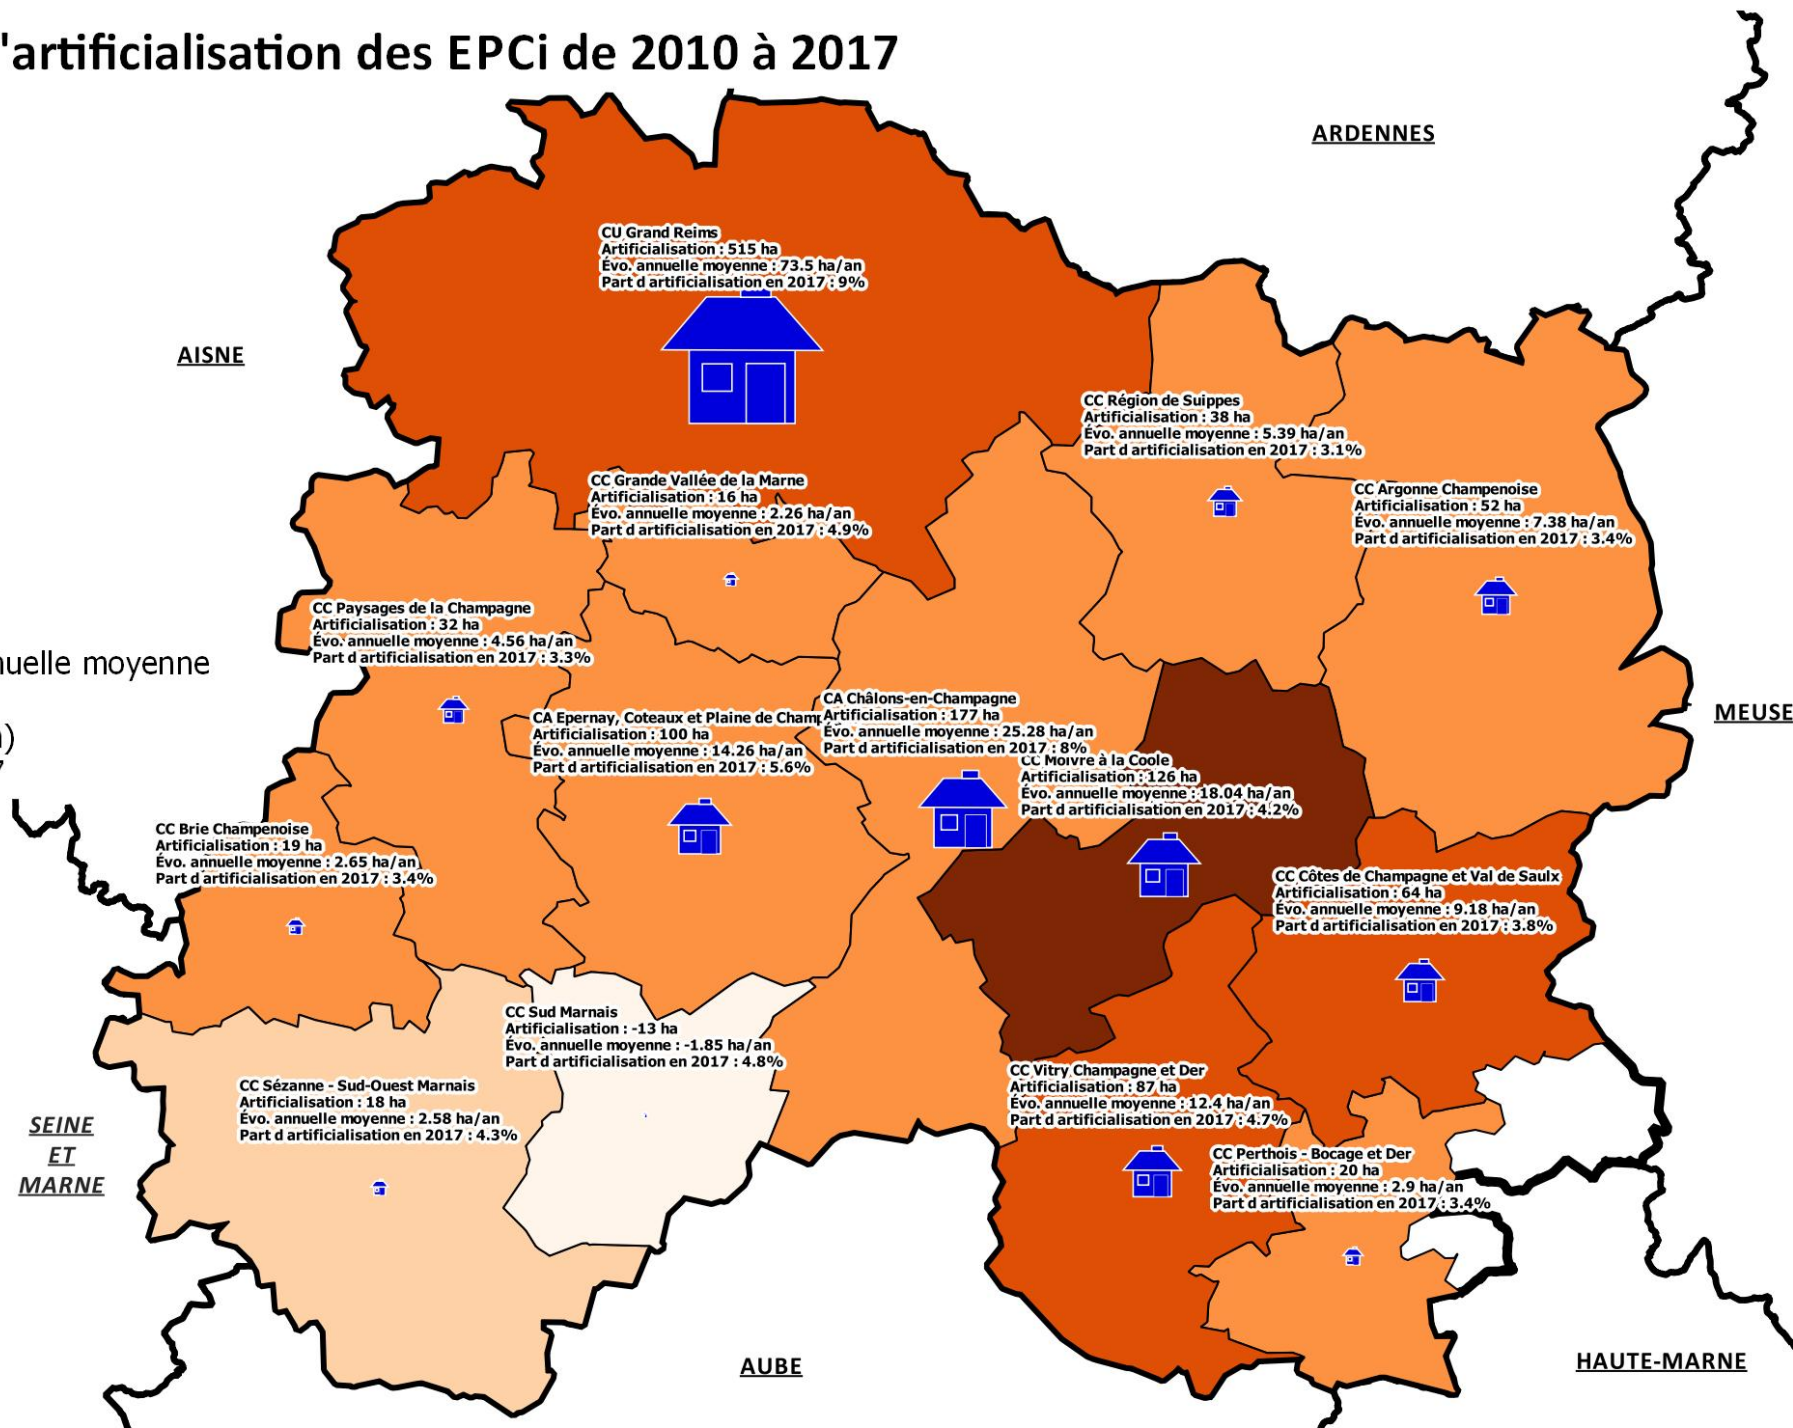 'artificialisation des EPCi de 2010 à 2017
ARDENNES
CU Grand Reims
Artificialisation : 515 ha
Évo. annuelle moyenne : 73.5 ha/an
Part d artificialisation en 2017 : 9%
AISNE
CC Région de Suippes
Artificialisation : 38 ha
Évo. annuelle moyenne : 5.39 ha/an
Part d artificialisation en 2017 : 3.1%
CC Grande Vallée de la Marne
Artificialisation : 16 ha
Évo. annuelle moyenne : 2.26 ha/an
Part d artificialisation en 2017 : 4.9%
CC Argonne Champenoise
Artificialisation : 52 ha
Évo. annuelle moyenne : 7.38 ha/an
Part d artificialisation en 2017 : 3.4%
CC Paysages de la Champagne
Artificialisation : 32 ha
Évo. annuelle moyenne : 4.56 ha/an
Part d artificialisation en 2017 : 3.3%
nuelle moyenne
CA Châlons-en-Champagne
Artificialisation : 177 ha
Évo. annuelle moyenne : 25.28 ha/an
Part d artificialisation en 2017 : 8%
MEUSE
CA Epernay, Coteaux et Plaine de Champ
Artificialisation : 100 ha
Évo. annuelle moyenne : 14.26 ha/an
Part d artificialisation en 2017 : 5.6%
)
CC Moivre à la Coole
Artificialisation : 126 ha
Évo. annuelle moyenne : 18.04 ha/an
Part d artificialisation en 2017 : 4.2%
CC Brie Champenoise
Artificialisation : 19 ha
Évo. annuelle moyenne : 2.65 ha/an
Part d artificialisation en 2017 : 3.4%
CC Côtes de Champagne et Val de Saulx
Artificialisation : 64 ha
Évo. annuelle moyenne : 9.18 ha/an
Part d artificialisation en 2017 : 3.8%
CC Sud Marnais
Artificialisation : -13 ha
Évo. annuelle moyenne : -1.85 ha/an
Part d artificialisation en 2017 : 4.8%
CC Vitry Champagne et Der
Artificialisation : 87 ha
Évo. annuelle moyenne : 12.4 ha/an
Part d artificialisation en 2017 : 4.7%
CC Sézanne - Sud-Ouest Marnais
Artificialisation : 18 ha
Évo. annuelle moyenne : 2.58 ha/an
Part d artificialisation en 2017 : 4.3%
SEINE
ET
MARNE
CC Perthois - Bocage et Der
Artificialisation : 20 ha
Évo. annuelle moyenne : 2.9 ha/an
Part d artificialisation en 2017 : 3.4%
AUBE
HAUTE-MARNE